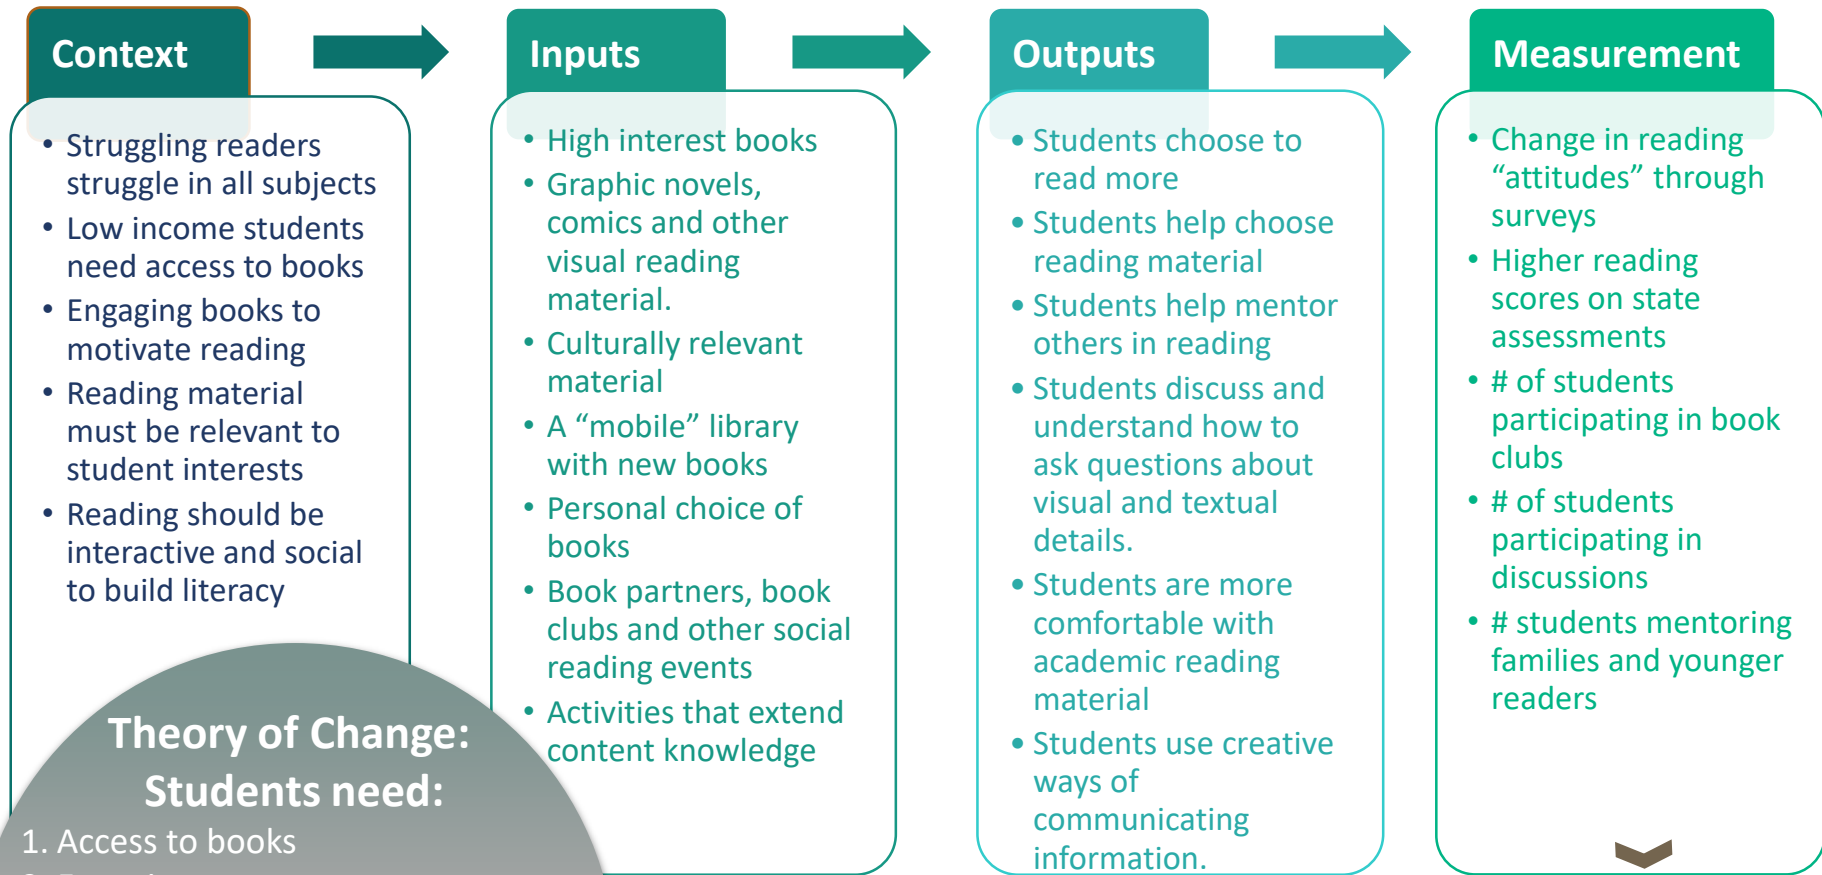 Context
• Struggling readers
struggle in all subjects
• Low income students
need access to books
• Engaging books to
motivate reading
• Reading material
must be relevant to
student interests
• Reading should be
interactive and social
to build literacy
Theory of Change:
Students need:
1. Access to books
Inputs
• High interest books
• Graphic novels,
comics and other
visual reading
material.
• Culturally relevant
material
• A “mobile” library
with new books
• Personal choice of
books
• Book partners, book
clubs and other social
reading events
• Activities that extend
content knowledge
Outputs
• Students choose to
read more
• Students help choose
reading material
• Students help mentor
others in reading
• Students discuss and
understand how to
ask questions about
visual and textual
details.
• Students are more
comfortable with
academic reading
material
• Students use creative
ways of
communicating
information.
Measurement
• Change in reading
“attitudes” through
surveys
• Higher reading
scores on state
assessments
• # of students
participating in book
clubs
• # of students
participating in
discussions
• # students mentoring
families and younger
readers